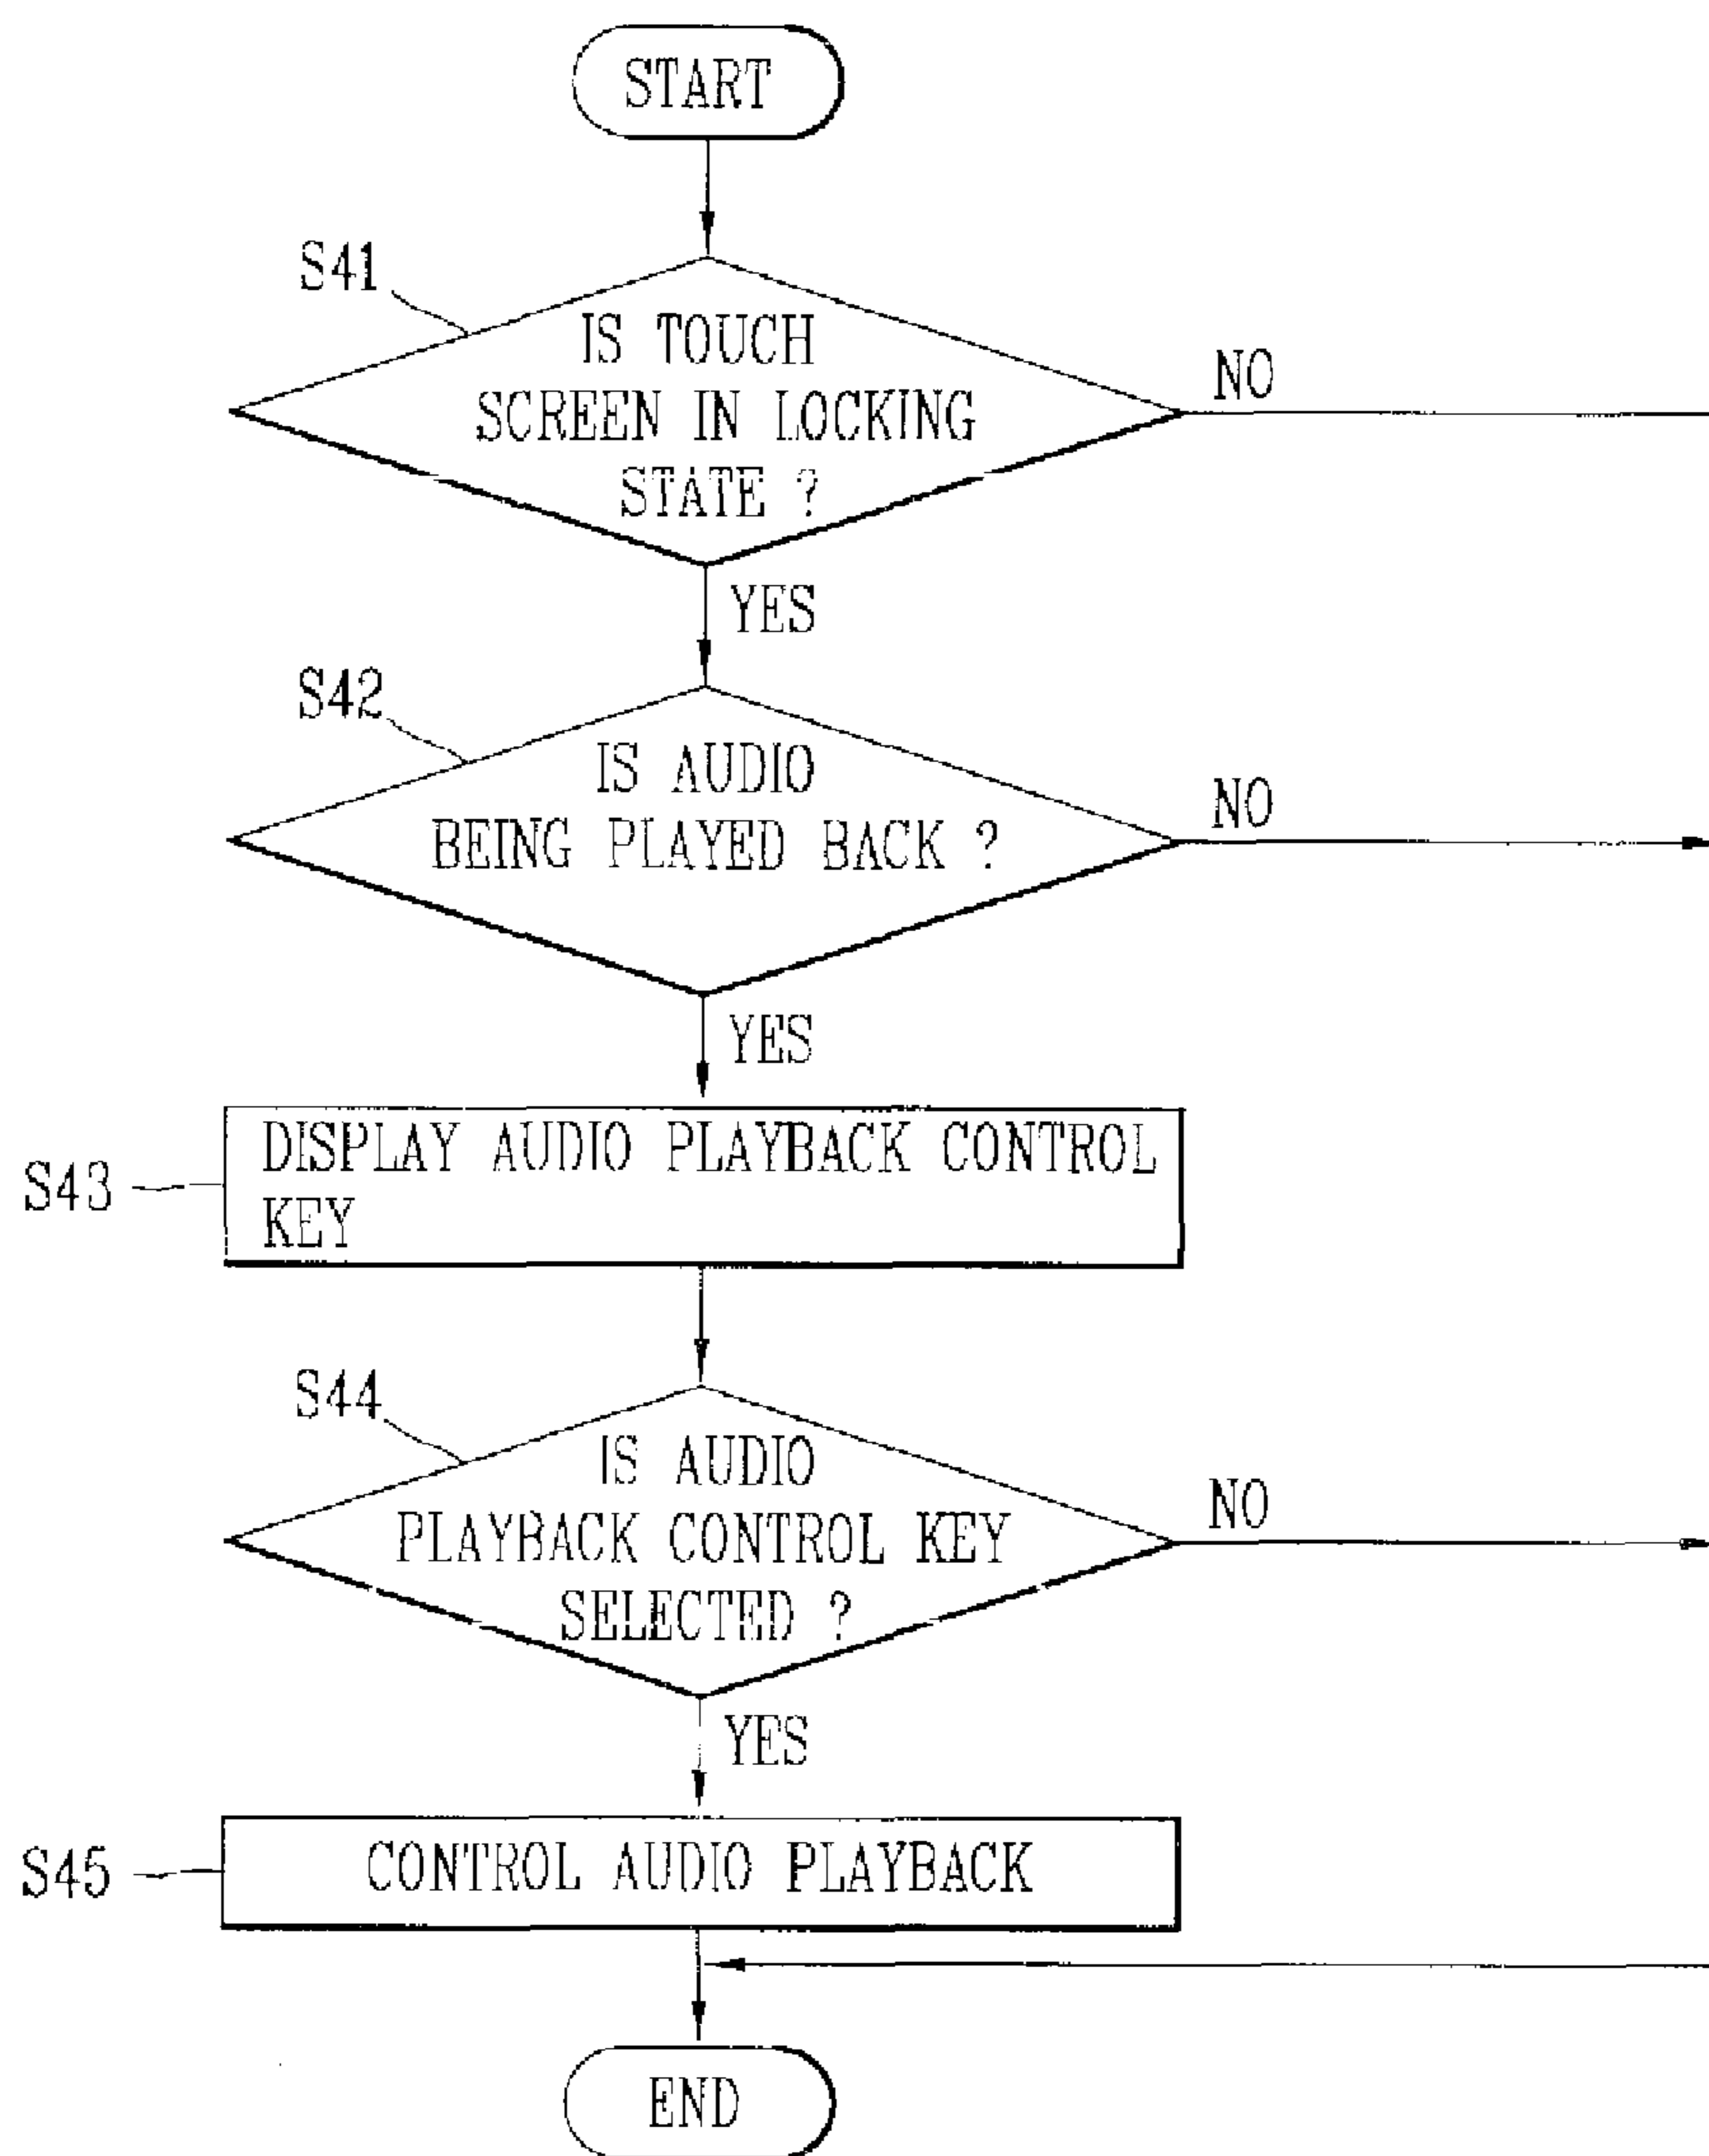 START
S41
IS TOUCH
SCREEN IN LOCKING
STATE ?
NO
YES
S42
IS AUDIO
BEING PLAYED BACK ?
NO
YES
S43
DISPLAY AUDIO PLAYBACK CONTROL
KEY
S44
IS AUDIO
PLAYBACK CONTROL KEY
SELECTED ?
NO
YES
S45
CONTROL AUDIO PLAYBACK
END